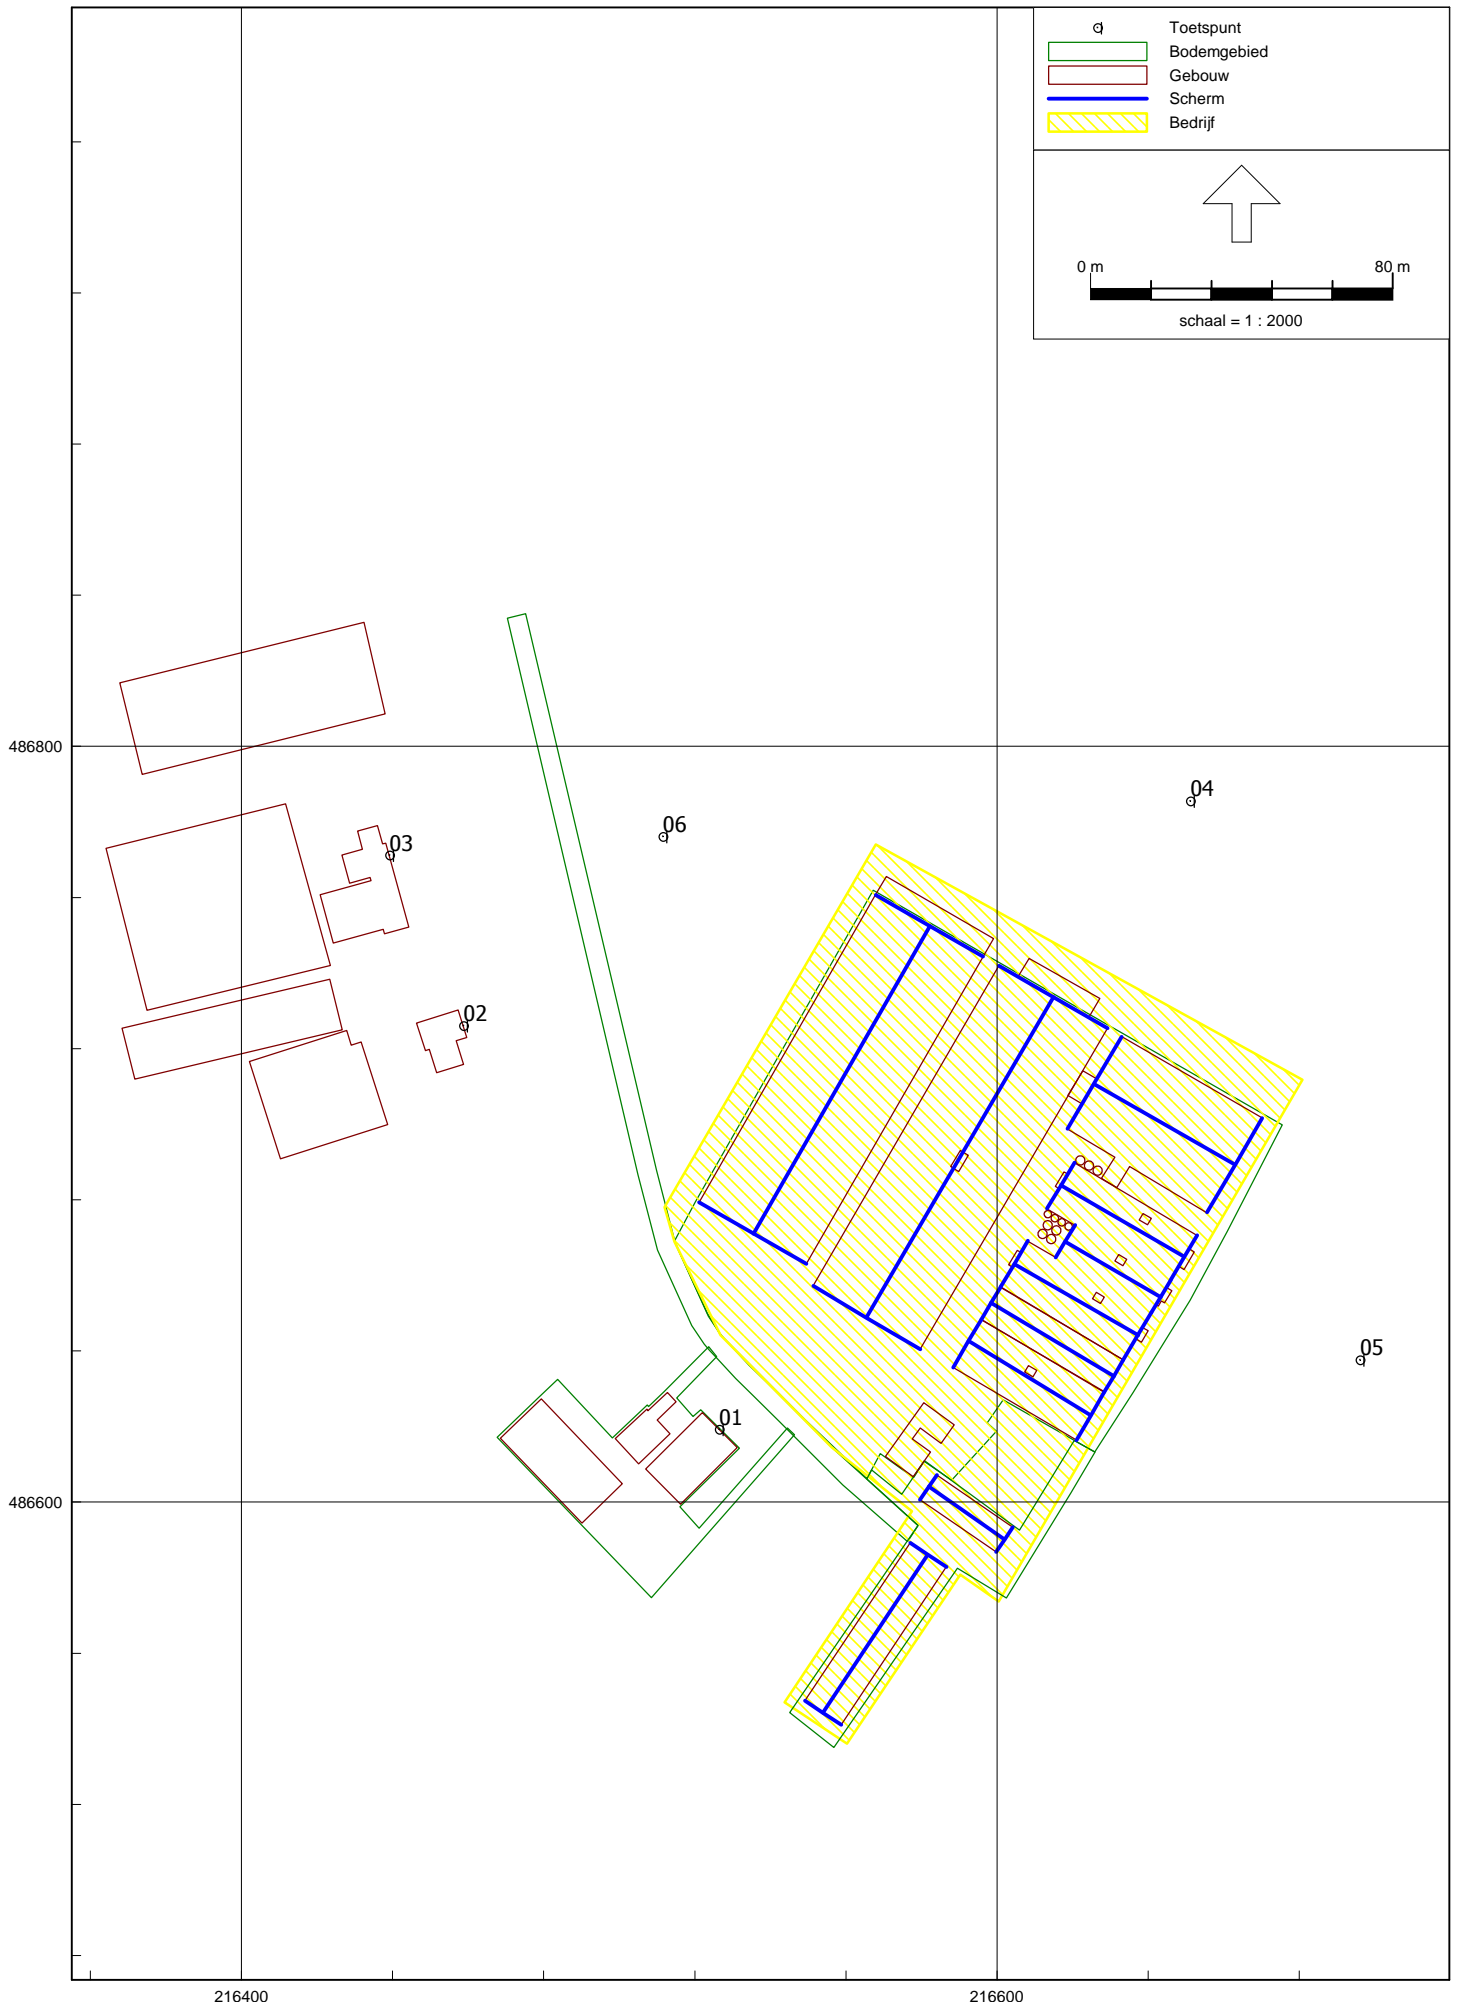 Toetspunt
Bodemgebied
Gebouw
Scherm
Bedrijf
0 m 80 m
schaal = 1 : 2000
486800
04
06
03
02
05
01
486600
216400 216600